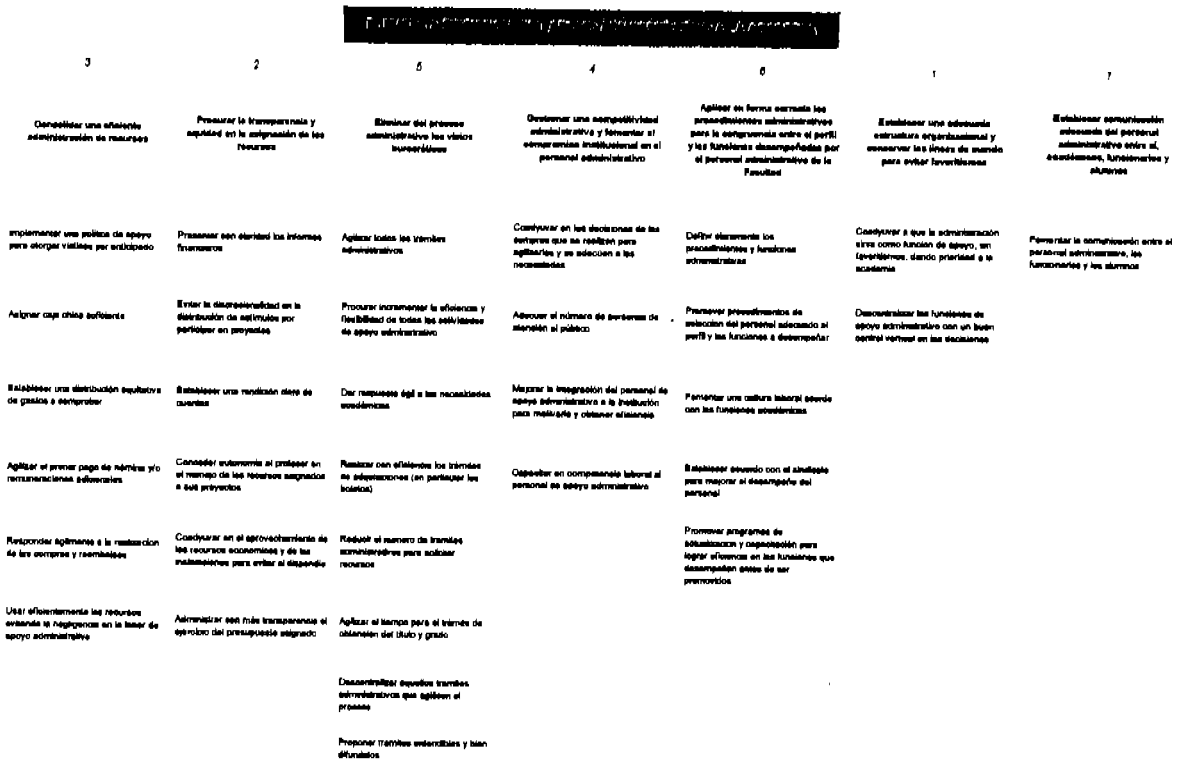 3
Consolidar una eficiente
administración de recursos
Implementar una política de apoyo
para otorgar viáticos por anticipado
Asignar caja chica suficiente
Establecer una distribución equitativa
de gastos a comprobar
Agilizar el primer pago de nómina y/o
remuneraciones adicionales
Responder ágilmente a la realización
de las compras y reembolsos
Usar eficientemente los recursos
evitando la negligencia en la labor de
apoyo administrativo
2
Procurar la transparencia y
equidad en la asignación de los
recursos
Presentar con claridad los informes
financieros
Evitar la discrecionalidad en la
distribución de estímulos por
participar en proyectos
Establecer una rendición clara de
cuentas
Conceder autonomía al profesor en
el manejo de los recursos asignados
a sus proyectos
Coadyuvar en el aprovechamiento de
los recursos económicos y de las
instalaciones para evitar el dispendio
Administrar con más transparencia el
ejercicio del presupuesto asignado
5
Eliminar del proceso
administrativo los vicios
burocráticos
Agilizar todos los trámites
administrativos
Procurar incrementar la eficiencia y
flexibilidad de todas las actividades
de apoyo administrativo
Dar respuesta ágil a las necesidades
académicas
Realizar con eficiencia los trámites
de adquisiciones (en particular los
boletos)
Reducir el número de trámites
administrativos para solicitar
recursos
Agilizar el tiempo para el trámite de
obtención del título y grado
Descentralizar aquellos trámites
administrativos que agilicen el
proceso
Proponer trámites entendibles y bien
difundidos
4
Gestionar una competitividad
administrativa y fomentar el
compromiso institucional en el
personal administrativo
Coadyuvar en las decisiones de las
compras que se realizan para
agilizarlas y se adecuen a las
necesidades
Adecuar el número de personas de
atención al público
Mejorar la integración del personal de
apoyo administrativo a la institución
para motivarlo y obtener eficiencia
Capacitar en competencia laboral al
personal de apoyo administrativo
6
Aplicar en forma correcta los
procedimientos administrativos
para la congruencia entre el perfil
y las funciones desempeñadas por
el personal administrativo de la
Facultad
Definir claramente los
procedimientos y funciones
administrativas
Promover procedimientos de
selección del personal adecuado al
perfil y las funciones a desempeñar
Fomentar una cultura laboral acorde
con las funciones académicas
Establecer acuerdo con el sindicato
para mejorar el desempeño del
personal
Promover programas de
actualización y capacitación para
lograr eficiencia en las funciones que
desempeñan antes de ser
promovidos
1
Establecer una adecuada
estructura organizacional y
conservar las líneas de mando
para evitar favoritismos
Coadyuvar a que la administración
sirva como función de apoyo, sin
favoritismos, dando prioridad a la
academia
Descentralizar las funciones de
apoyo administrativo con un buen
control vertical en las decisiones
7
Establecer comunicación
adecuada del personal
administrativo entre sí,
académicos, funcionarios y
alumnos
Fomentar la comunicación entre el
personal administrativo, los
funcionarios y los alumnos